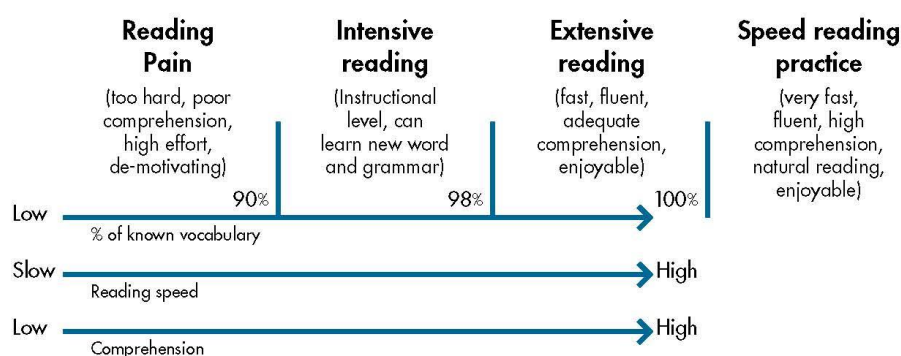 Reading
Pain
(too hard, poor
comprehension,
high effort,
de-motivating)
Intensive
reading
(Instructional
level, can
learn new word
and grammar)
Extensive
reading
(fast, fluent,
adequate
comprehension,
enjoyable)
Speed reading
practice
(very fast,
fluent, high
comprehension,
natural reading,
enjoyable)
90% 98% 100%
Low
% of known vocabulary
Slow High
Reading speed
Low High
Comprehension